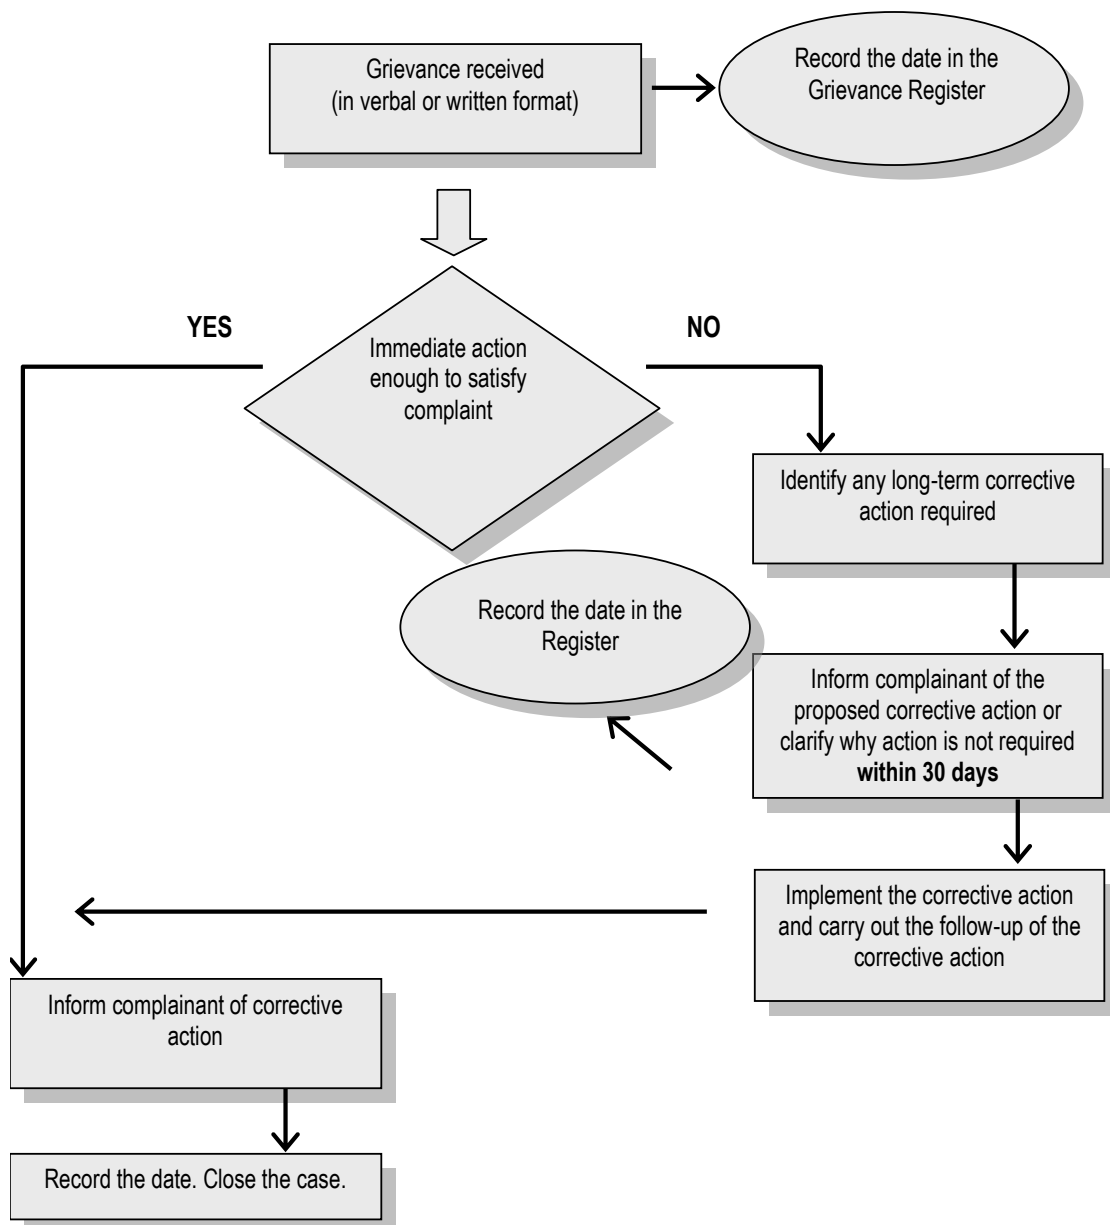 Grievance received
(in verbal or written format)
Record the date in the
Grievance Register
YES
NO
Immediate action
enough to satisfy
complaint
Identify any long-term corrective
action required
Record the date in the
Register
Inform complainant of the
proposed corrective action or
clarify why action is not required
within 30 days
Implement the corrective action
and carry out the follow-up of the
corrective action
Inform complainant of corrective
action
Record the date. Close the case.